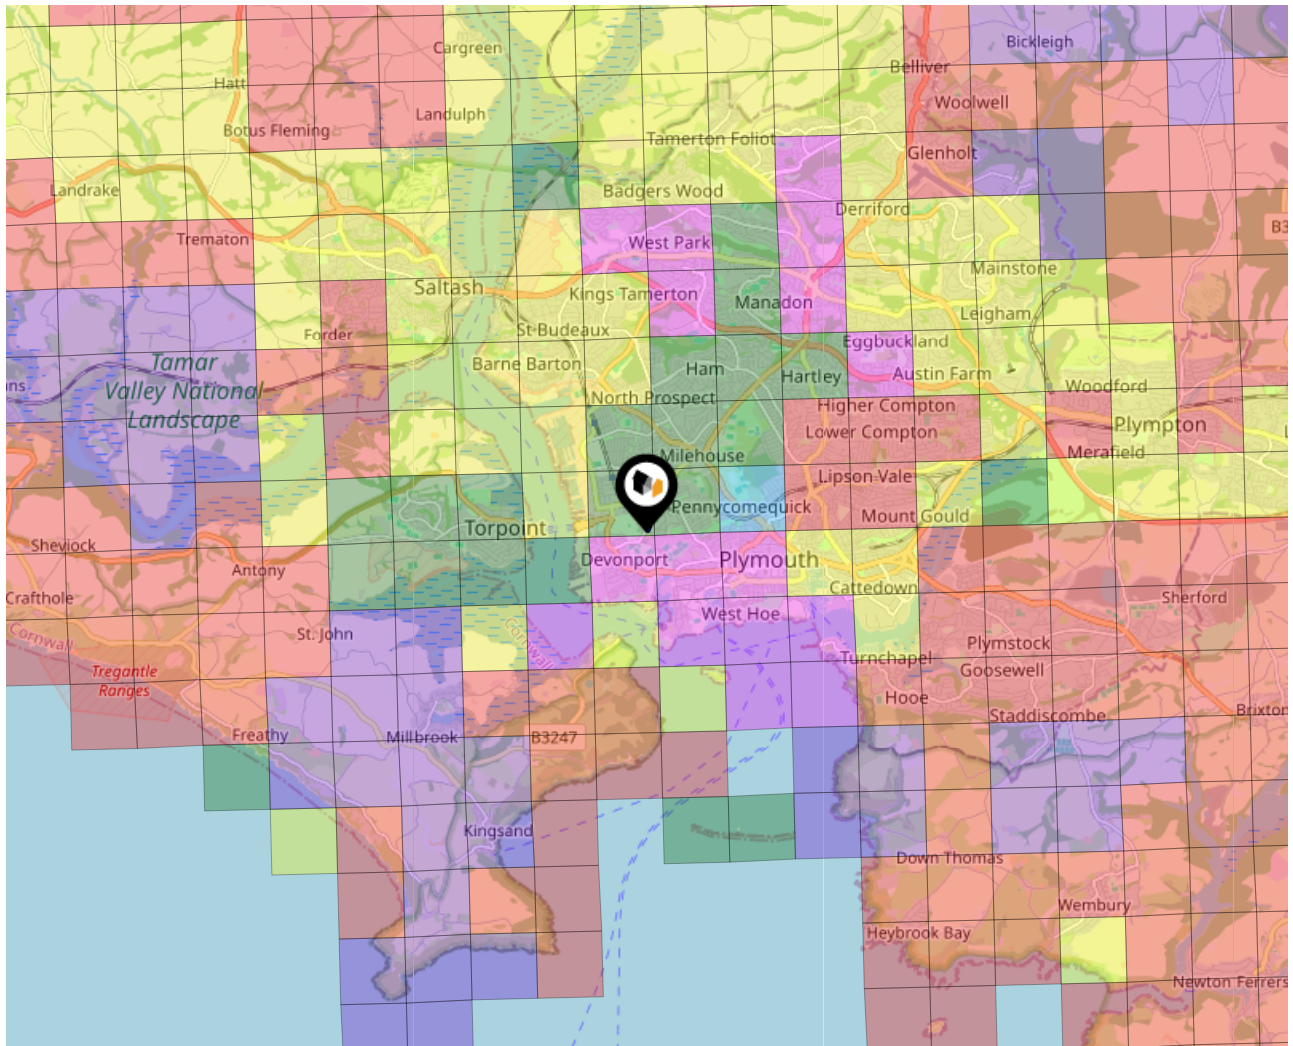 Cargreen
Bickleigh
Belliver
Hatt
Woolwell
Landulph
Botus Fleming
Tamerton Foliot
Glenholt
Landrake
Badgers Wood
Derriford
B3
Trematon
West Park
Mainstone
Saltash
Kings Tamerton
Manadon
Leigham
Forder
St Budeaux
Eggbuckland
Tamar
Valley National
Landscape
Barne Barton
Ham
Hartley
Austin Farm
Woodford
ans
North Prospect
Higher Compton
Lower Compton
Plympton
L
Milehouse
Merafield
Lipson Vale
Pennycomequick
Mount Gould
Torpoint
Sheviock
Devonport
Plymouth
Antony
Cattedown
Crafthole
Sherford
West Hoe
Cornwall
St. John
Cornwall
Plymstock
Turnchapel
Goosewell
Tregantle
Ranges
Hooe
Staddiscombe
Brixton
Freathy
Millbrook
B3247
Kingsand
Down Thomas
Wembury
Heybrook Bay
Newton Ferrers